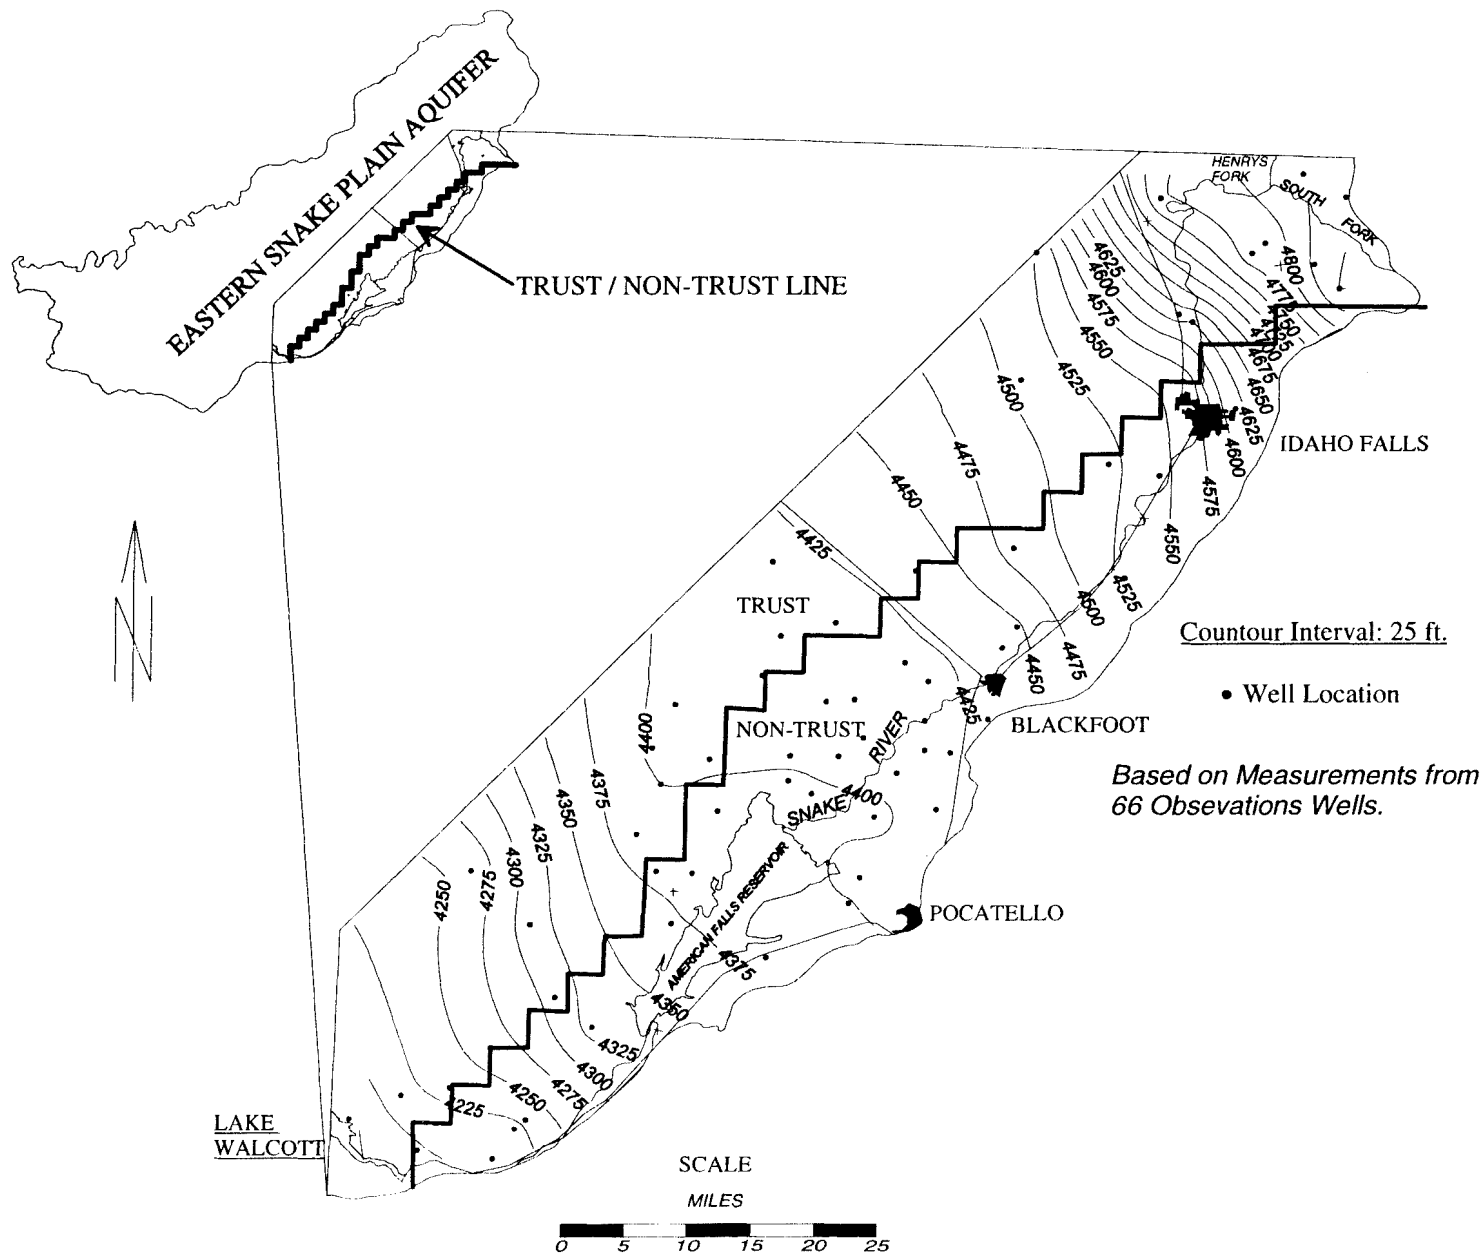 EASTERN SNAKE PLAIN AQUIFER
TRUST / NON-TRUST LINE
HENRYS
FORK
SOUTH
FORK
4800
4775
4750
4725
4700
4675
4650
4625
4600
4575
4550
4525
4500
4475
4450
4425
4625
4600
4575
4550
4525
4500
4475
4450
4425
IDAHO FALLS
N
TRUST
Countour Interval: 25 ft.
• Well Location
NON-TRUST
SNAKE
RIVER
BLACKFOOT
Based on Measurements from
66 Obsevations Wells.
4400
4375
4350
4325
4300
4275
4250
4400
AMERICAN FALLS RESERVOIR
POCATELLO
4375
4350
4325
4300
4275
4250
4225
LAKE
WALCOTT
SCALE
MILES
0 5 10 15 20 25